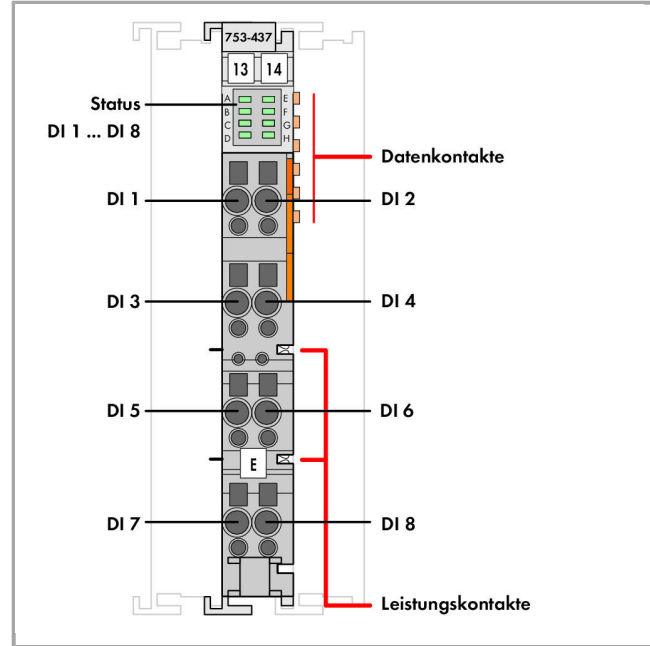 753-437
13 14
Status
DI 1 ... DI 8
A E
B F
C G
D H
Datenkontakte
DI 1 DI 2
DI 3 DI 4
DI 5 DI 6
E
DI 7 DI 8
Leistungskontakte